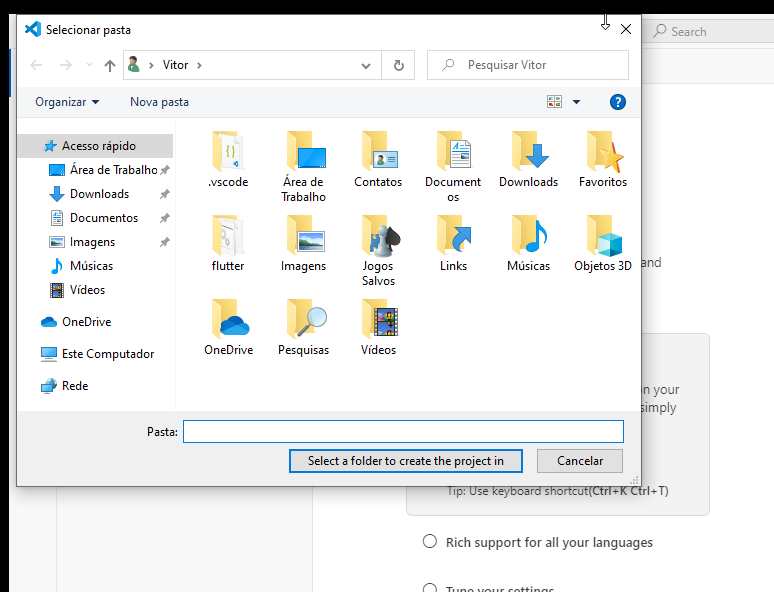 Selecionar pasta
Search
Vitor
Pesquisar Vitor
Organizar
Nova pasta
?
Acesso rápido
Área de Trabalho
Downloads
Documentos
Imagens
Músicas
Vídeos
OneDrive
Este Computador
Rede
.vscode
Área de
Trabalho
Contatos
Document
os
Downloads
Favoritos
flutter
Imagens
Jogos
Salvos
Links
Músicas
Objetos 3D
OneDrive
Pesquisas
Vídeos
and
on your
simply
Pasta:
Select a folder to create the project in
Cancelar
Tip: Use keyboard shortcut(Ctrl+K Ctrl+T)
Rich support for all your languages
Tune your settings